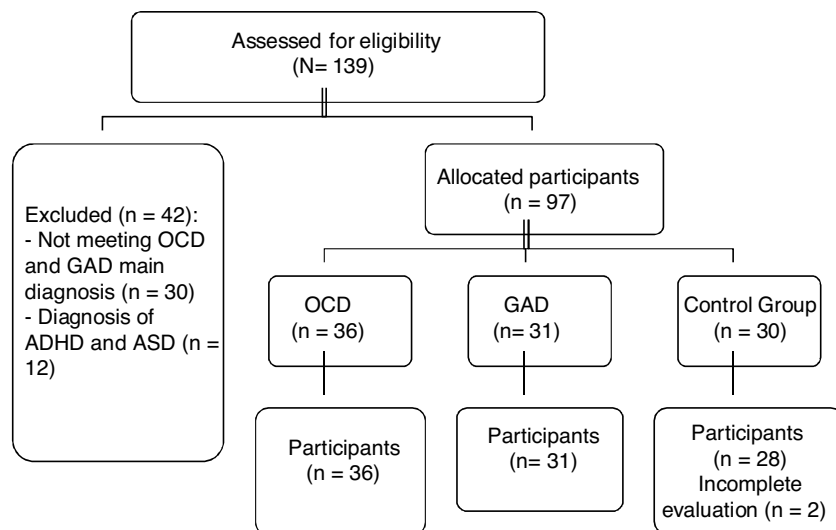 Assessed for eligibility
(N= 139)
Excluded (n = 42):
- Not meeting OCD
and GAD main
diagnosis (n = 30)
- Diagnosis of
ADHD and ASD (n =
12)
Allocated participants
(n = 97)
OCD
(n = 36)
GAD
(n= 31)
Control Group
(n = 30)
Participants
(n = 36)
Participants
(n= 31)
Participants
(n = 28)
Incomplete
evaluation (n = 2)